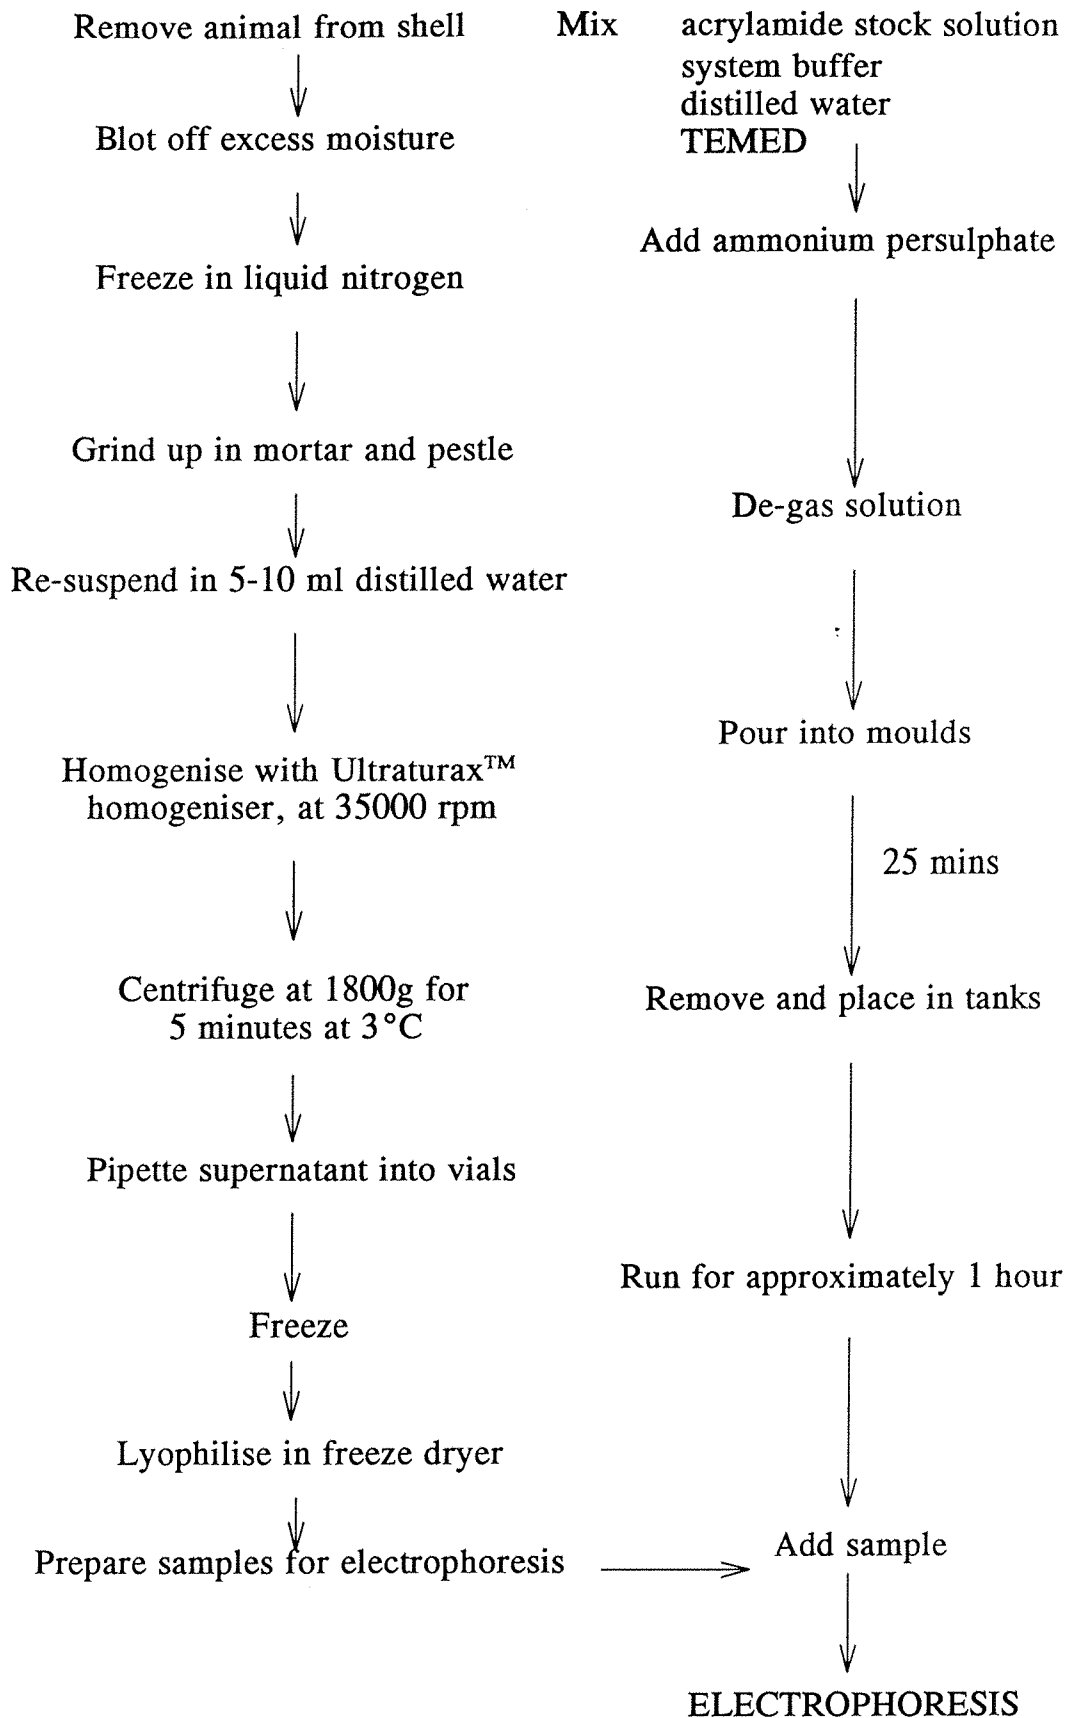 Remove animal from shell
Blot off excess moisture
Freeze in liquid nitrogen
Grind up in mortar and pestle
Re-suspend in 5-10 ml distilled water
Homogenise with Ultraturax™
homogeniser, at 35000 rpm
Centrifuge at 1800g for
5 minutes at 3°C
Pipette supernatant into vials
Freeze
Lyophilise in freeze dryer
Prepare samples for electrophoresis
Mix acrylamide stock solution
system buffer
distilled water
TEMED
Add ammonium persulphate
De-gas solution
Pour into moulds
25 mins
Remove and place in tanks
Run for approximately 1 hour
Add sample
ELECTROPHORESIS